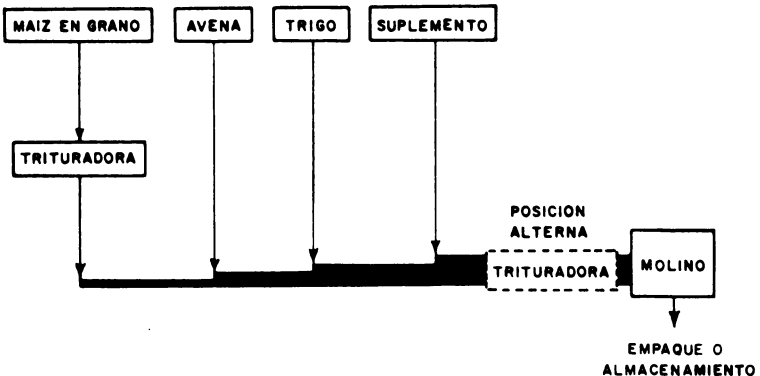 MAIZ EN GRANO
AVENA
TRIGO
SUPLEMENTO
TRITURADORA
POSICION
ALTERNA
TRITURADORA
MOLINO
EMPAQUE O
ALMACENAMIENTO